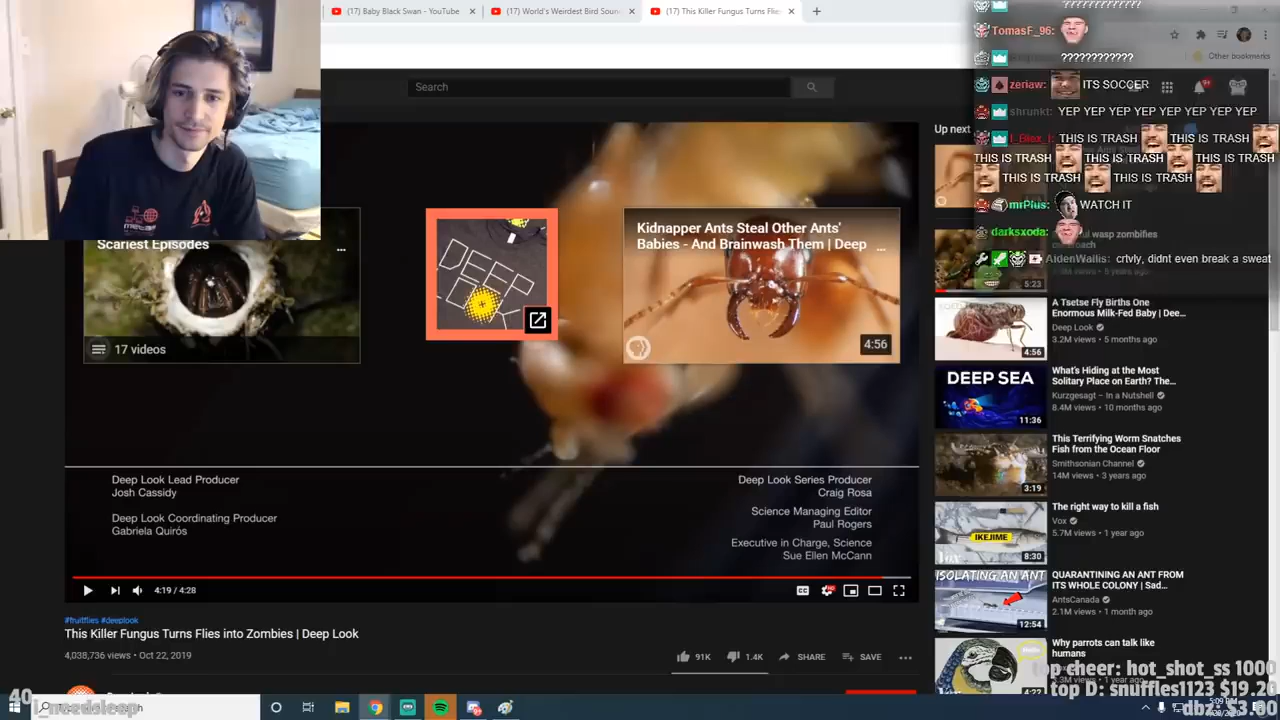 (17) Baby Black Swan - YouTube
(17) World's Weirdest Bird Soun
(17) This Killer Fungus Turns Flie
????????????
TomasF_96:
????????????
Other bookmarks
Search
zeriaw: ITS SOCCER
shrunkt: YEP YEP YEP YEP YEP YEP YEP
THIS IS TRASH THIS IS TRASH
THIS IS TRASH THIS IS TRASH THIS IS TRASH
THIS IS TRASH THIS IS TRASH
mrPlus: WATCH IT
darksxoda:
AidenWallis: crtvly, didnt even break a sweat
Up next
wasp zombifies
5:23
Scariest Episodes
17 videos
DEEP
Kidnapper Ants Steal Other Ants'
Babies - And Brainwash Them | Deep
4:56
A Tsetse Fly Births One
Enormous Milk-Fed Baby | Dee...
Deep Look
3.2M views • 5 months ago
4:56
DEEP SEA
11:36
What's Hiding at the Most
Solitary Place on Earth? The...
Kurzgesagt – In a Nutshell
8.4M views • 10 months ago
This Terrifying Worm Snatches
Fish from the Ocean Floor
Smithsonian Channel
14M views • 3 years ago
3:19
The right way to kill a fish
Vox
5.7M views • 1 year ago
IKEJIME
Vox
8:30
ISOLATING AN ANT
12:54
QUARANTINING AN ANT FROM
ITS WHOLE COLONY | Sad...
AntsCanada
2.1M views • 1 month ago
Why parrots can talk like
humans
Deep Look Lead Producer
Josh Cassidy
Deep Look Coordinating Producer
Gabriela Quirós
Deep Look Series Producer
Craig Rosa
Science Managing Editor
Paul Rogers
Executive in Charge, Science
Sue Ellen McCann
4:19 / 4:28
#fruitflies #deeplook
This Killer Fungus Turns Flies into Zombies | Deep Look
4,038,736 views • Oct 22, 2019
91K
1.4K
SHARE
SAVE
top cheer: hot_shot_ss 1000
top D: snuffles1123 $19.20
dbz: $3.00
40
i_needsleep